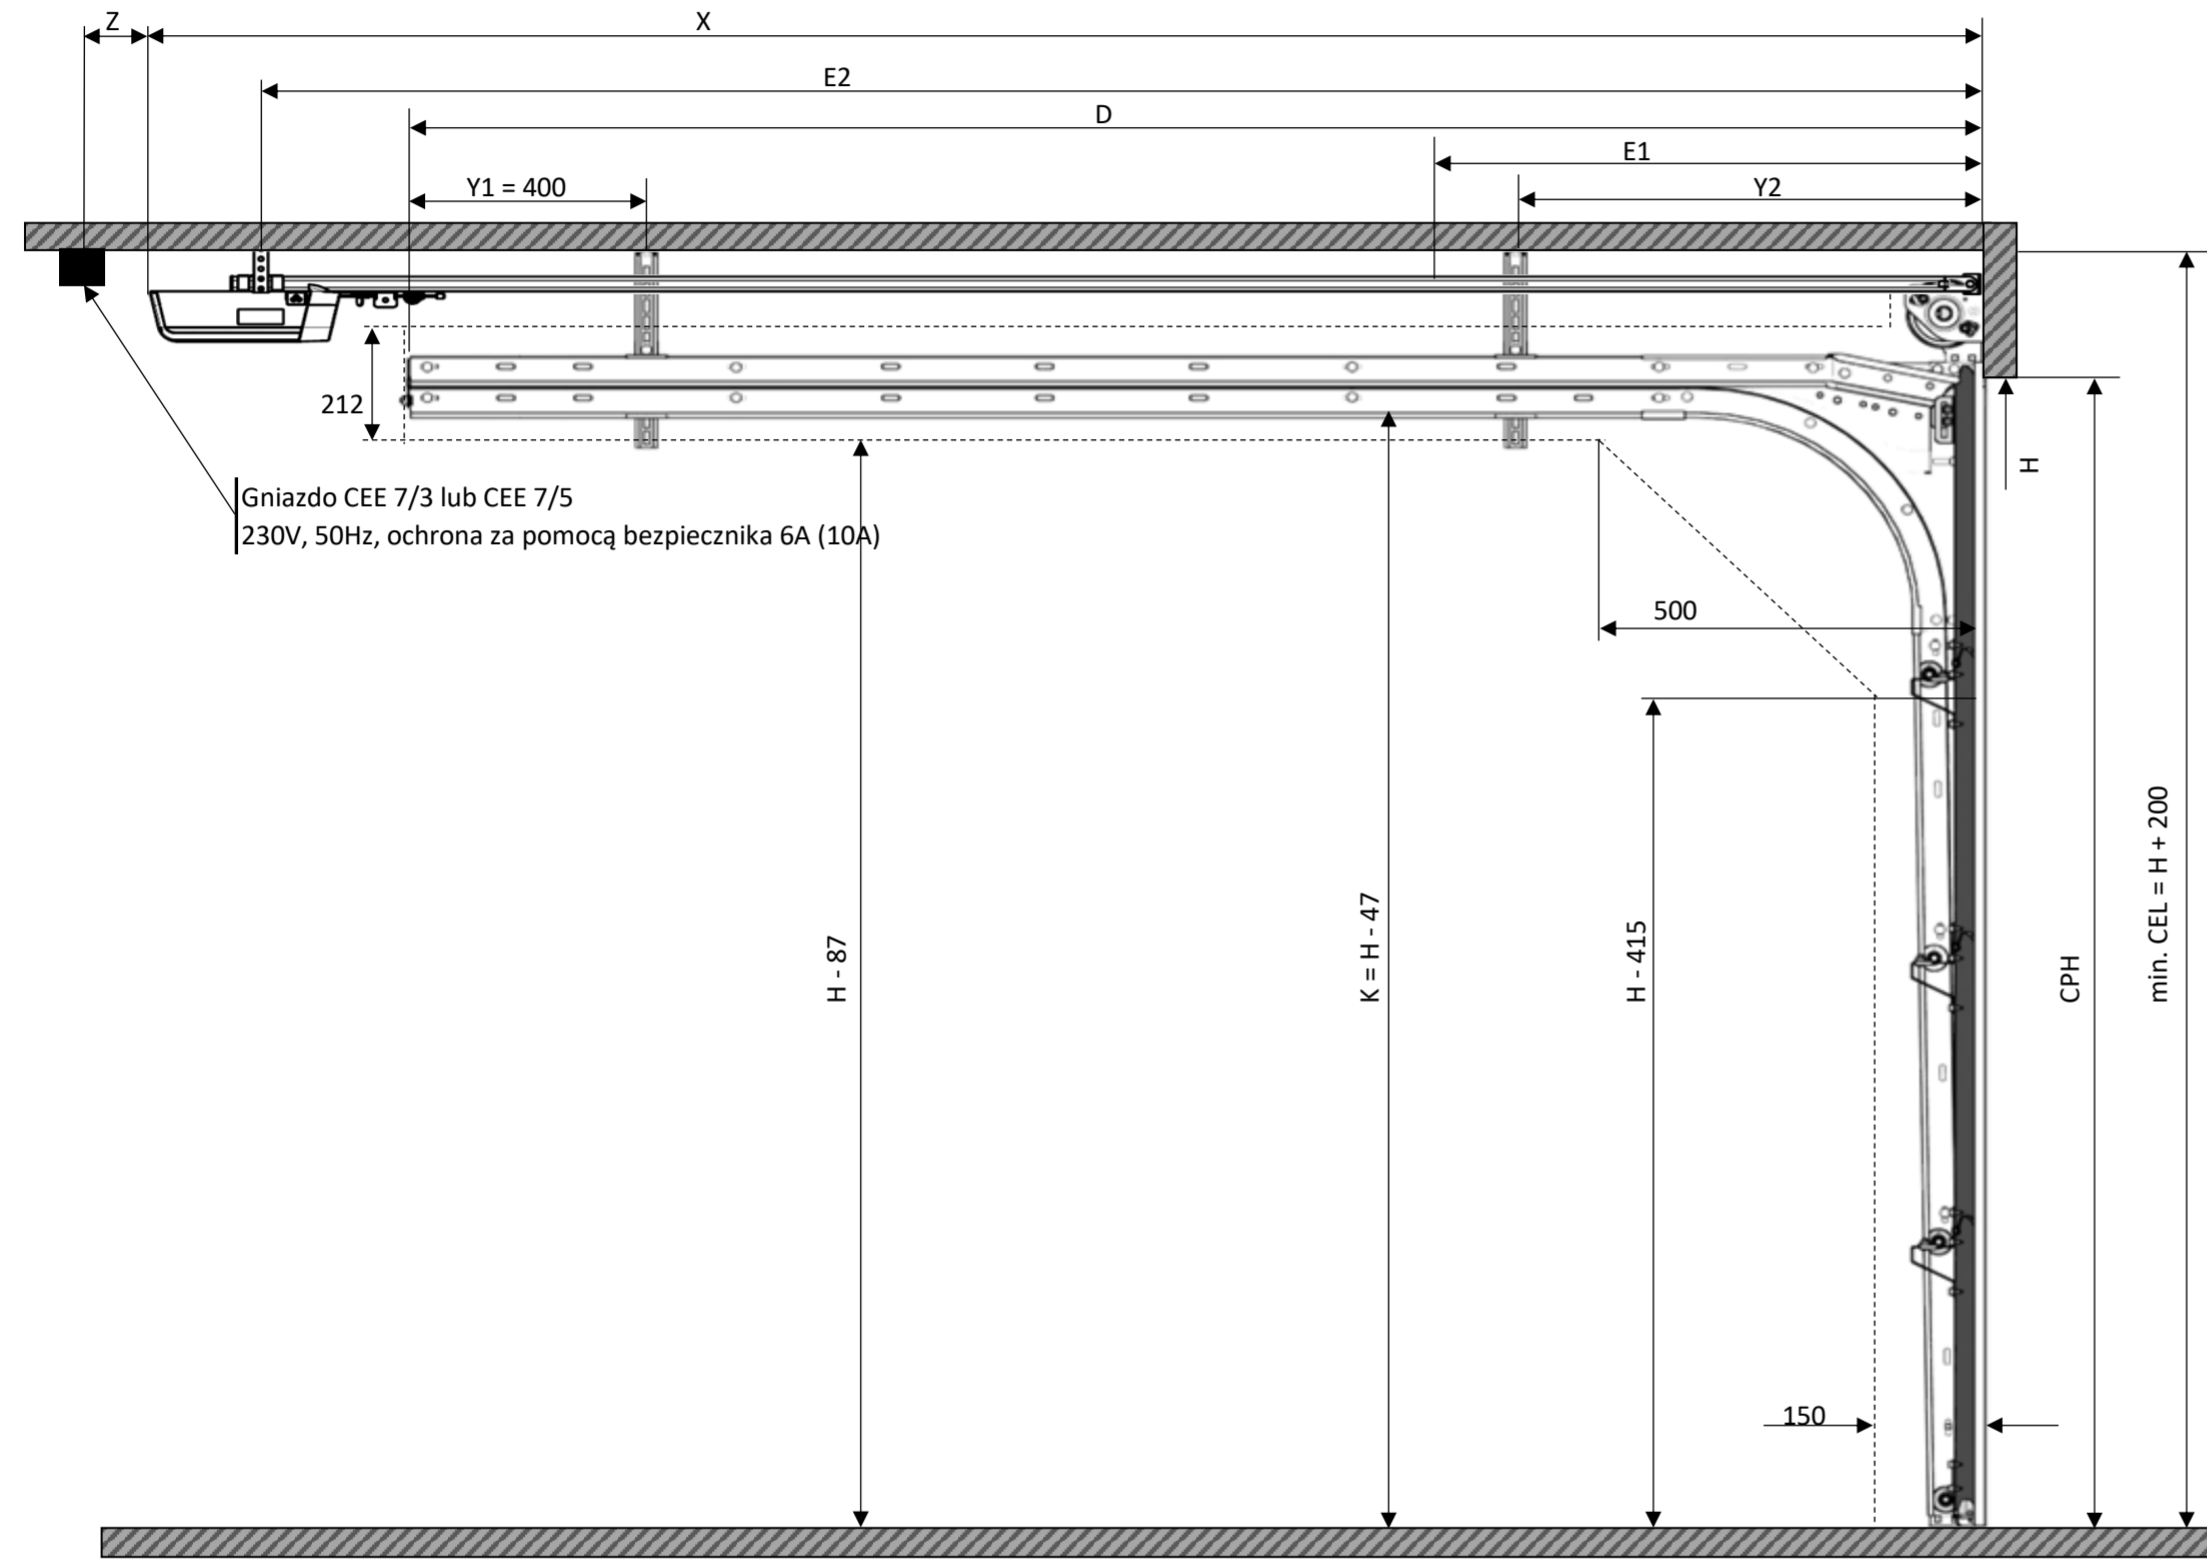 Z
X
E2
D
E1
Y1 = 400
Y2
212
H
Gniazdo CEE 7/3 lub CEE 7/5
230V, 50Hz, ochrona za pomocą bezpiecznika 6A (10A)
500
H - 87
K = H - 47
H - 415
CPH
min. CEL = H + 200
150